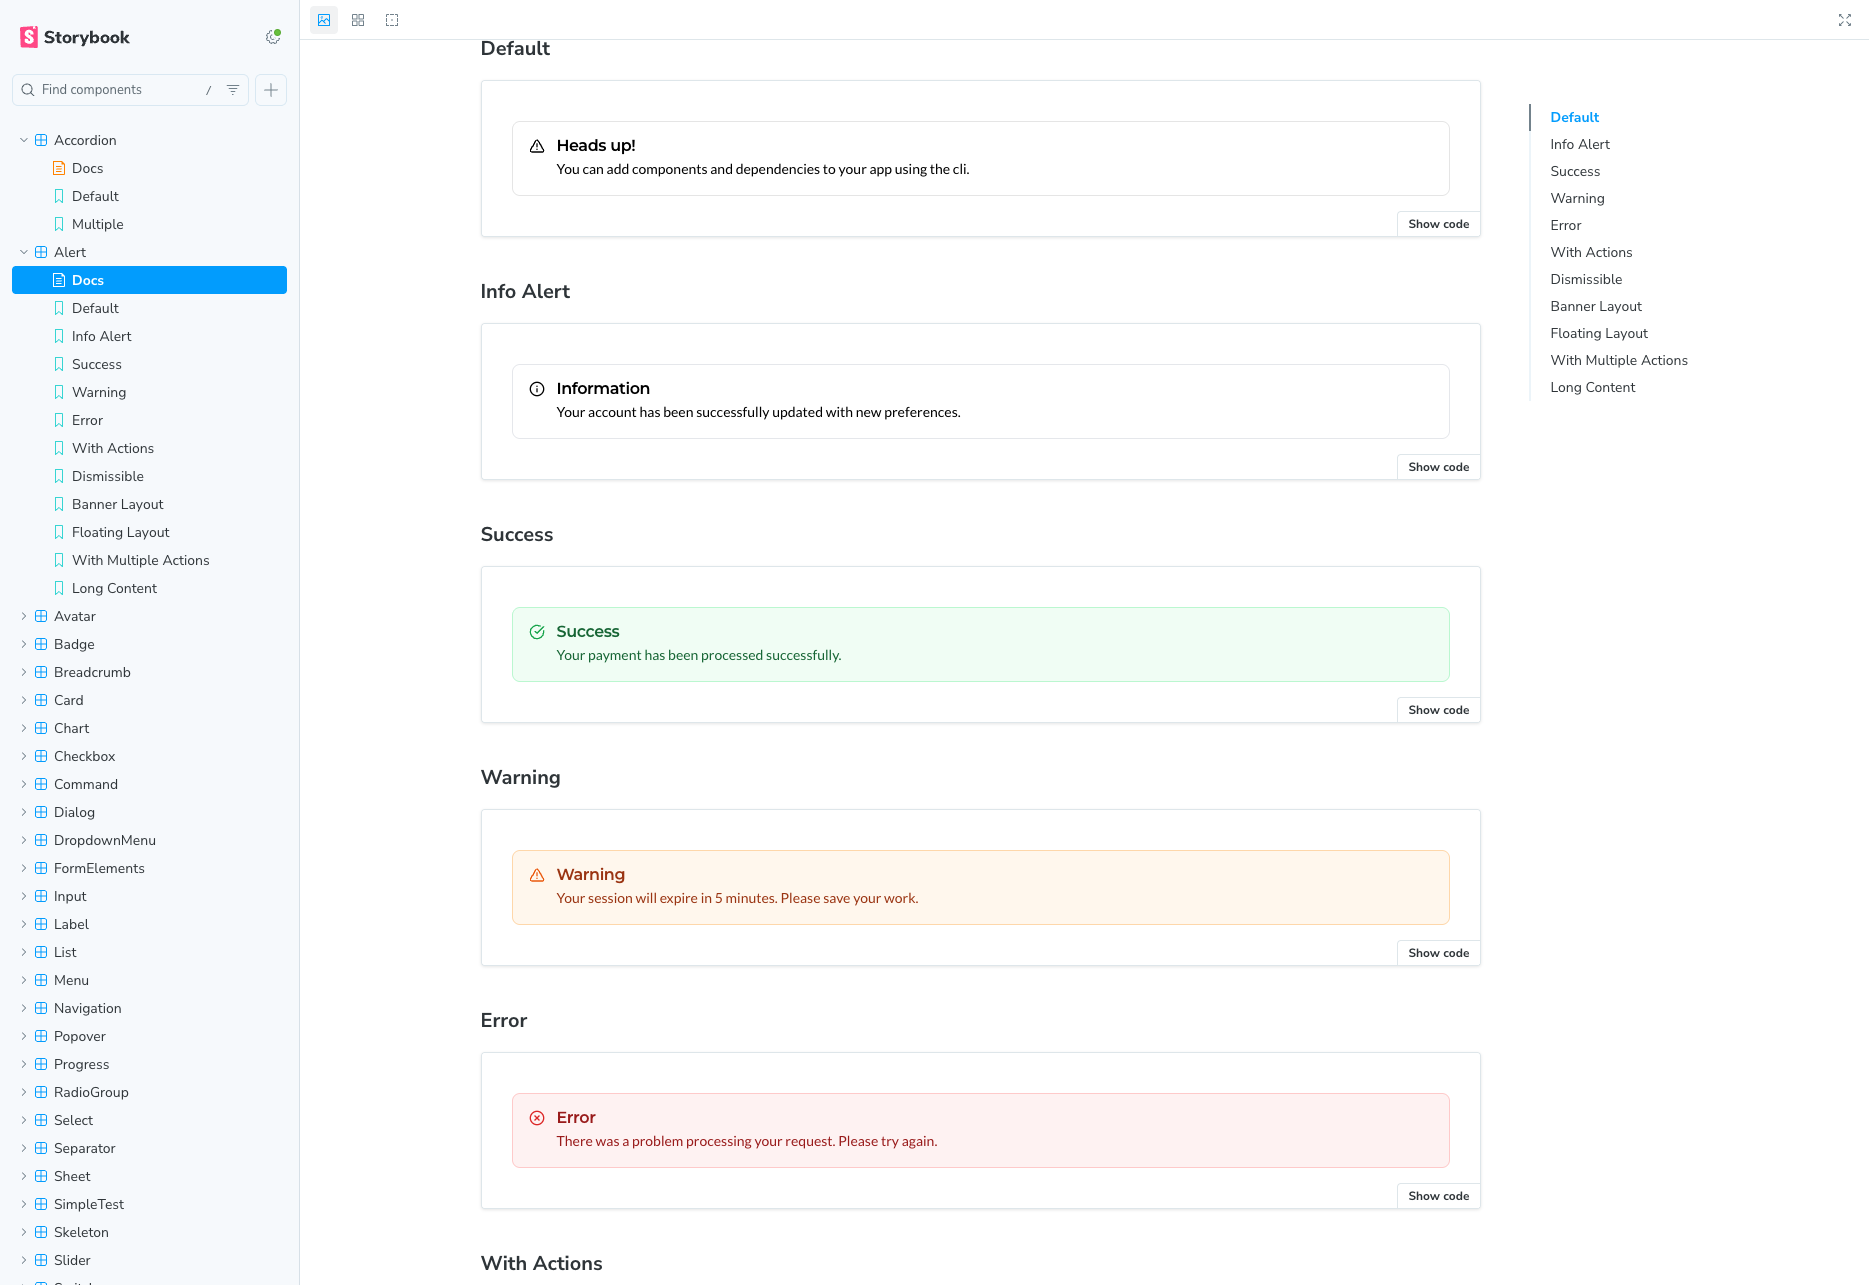 Storybook
Find components
/
Accordion
Docs
Default
Multiple
Alert
Docs
Default
Info Alert
Success
Warning
Error
With Actions
Dismissible
Banner Layout
Floating Layout
With Multiple Actions
Long Content
Avatar
Badge
Breadcrumb
Card
Chart
Checkbox
Command
Dialog
DropdownMenu
FormElements
Input
Label
List
Menu
Navigation
Popover
Progress
RadioGroup
Select
Separator
Sheet
SimpleTest
Skeleton
Slider
Default
Heads up!
You can add components and dependencies to your app using the cli.
Show code
Info Alert
Information
Your account has been successfully updated with new preferences.
Show code
Success
Success
Your payment has been processed successfully.
Show code
Warning
Warning
Your session will expire in 5 minutes. Please save your work.
Show code
Error
Error
There was a problem processing your request. Please try again.
Show code
With Actions
Default
Info Alert
Success
Warning
Error
With Actions
Dismissible
Banner Layout
Floating Layout
With Multiple Actions
Long Content